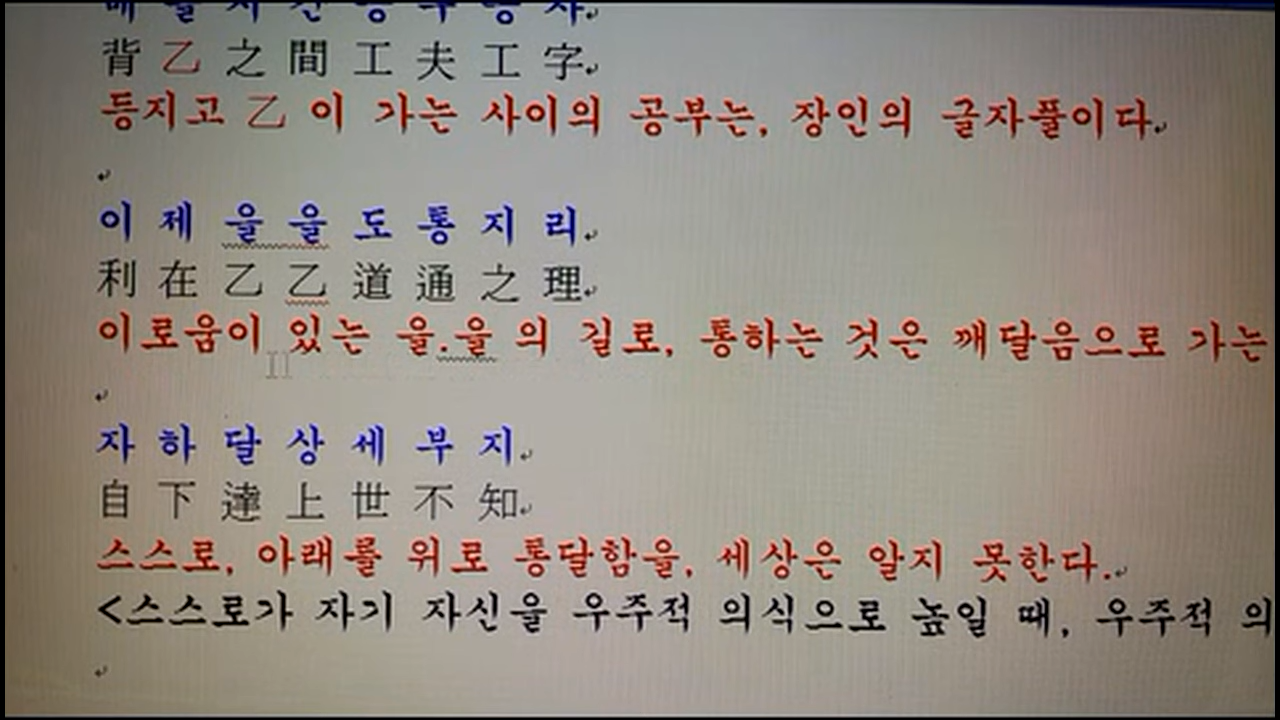 背 乙 之 間 工 夫 工 字
등지고 乙 이 가는 사이의 공부는, 장인의 글자풀이다.
이 제 을 을 도 통 지 리
利 在 乙 乙 道 通 之 理
이로움이 있는 을.을 의 길로, 통하는 것은 깨달음으로 가는
자 하 달 상 세 부 지
自 下 達 上 世 不 知
스스로, 아래를 위로 통달함을, 세상은 알지 못한다.
<스스로가 자기 자신을 우주적 의식으로 높일 때, 우주적 의